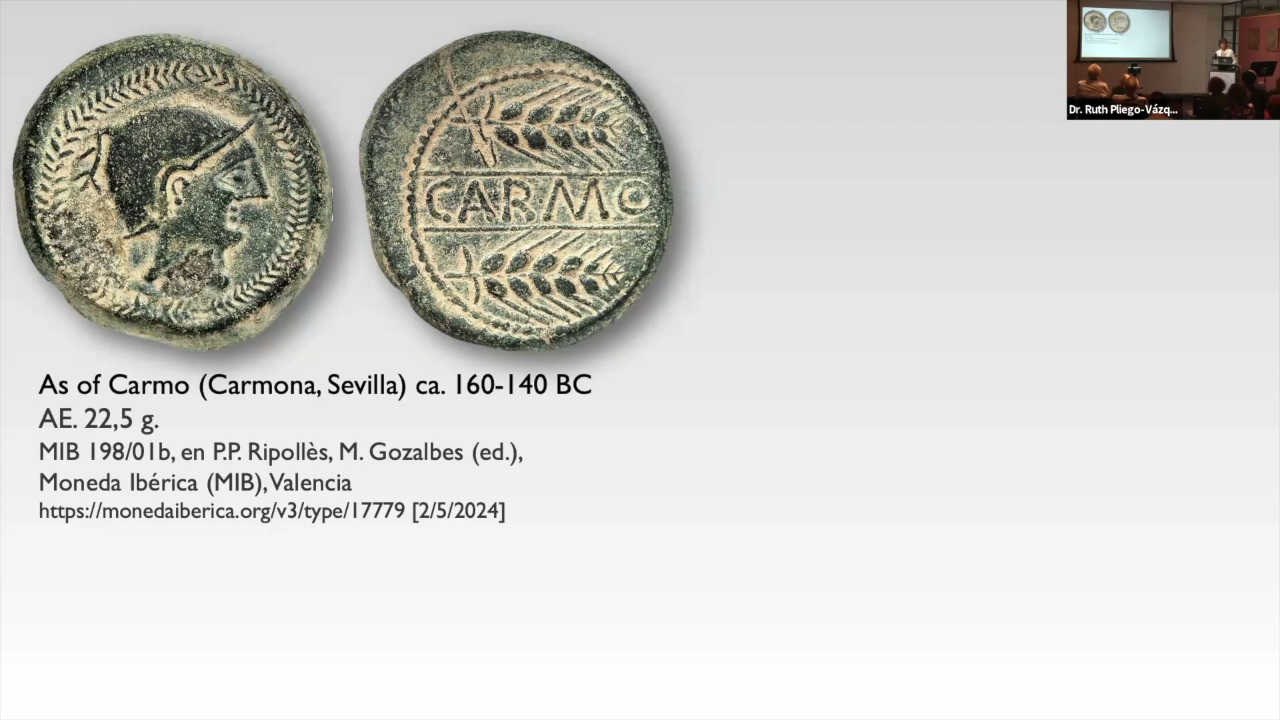 CARMO
As of Carmo (Carmona, Sevilla) ca. 160-140 BC
AE. 22,5 g.
MIB 198/01b, en P.P. Ripollès, M. Gozalbes (ed.),
Moneda Ibérica (MIB), Valencia
https://monedaiberica.org/v3/type/17779 [2/5/2024]
Dr. Ruth Pliego-Vázq...